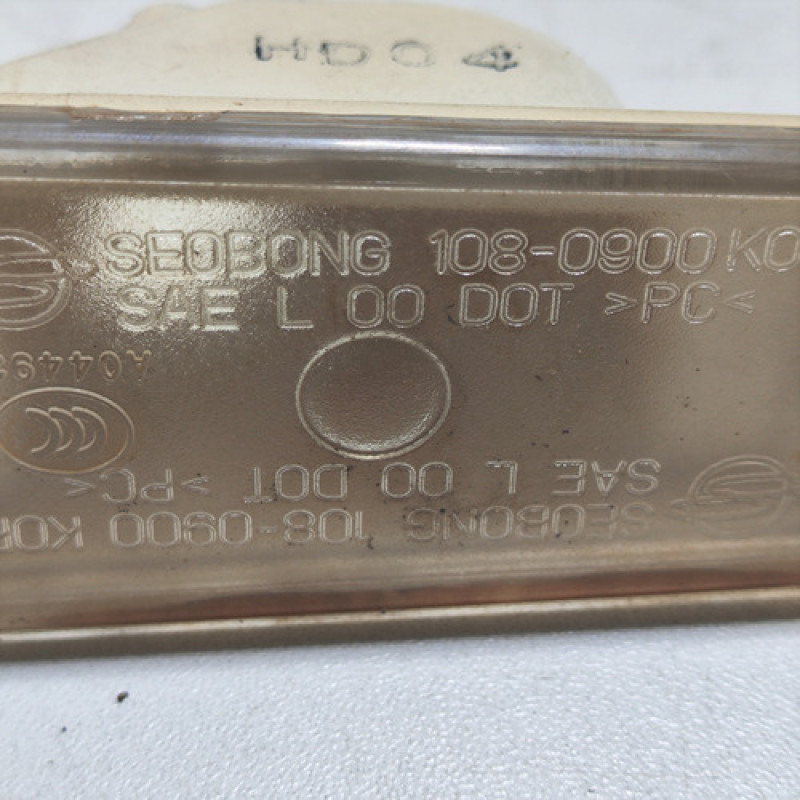 HD04
SEOBONG 108-0900 KO
SAE L 00 DOT >PC<
A0449
SAE L 00 DOT >PC<
SEOBONG 108-0900 KO